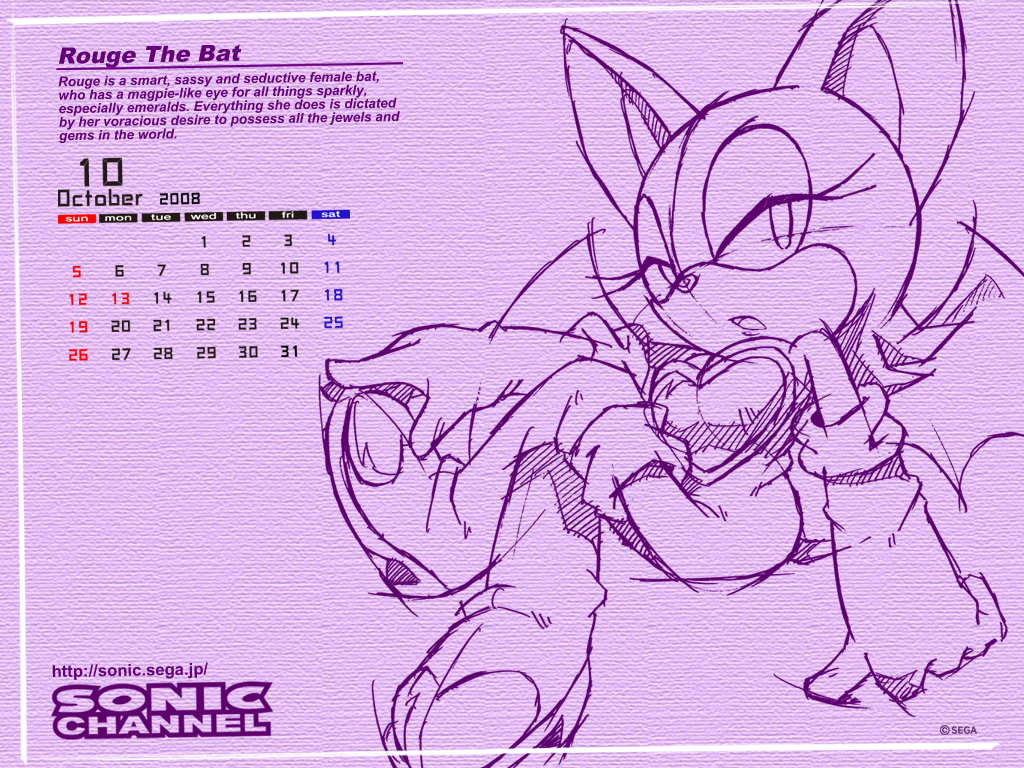 Rouge The Bat
Rouge is a smart, sassy and seductive female bat,
who has a magpie-like eye for all things sparkly,
especially emeralds. Everything she does is dictated
by her voracious desire to possess all the jewels and
gems in the world.
10
October 2008
sun mon tue wed thu fri sat
1 2 3 4
5 6 7 8 9 10 11
12 13 14 15 16 17 18
19 20 21 22 23 24 25
26 27 28 29 30 31
http://sonic.sega.jp/
SONIC
CHANNEL
© SEGA